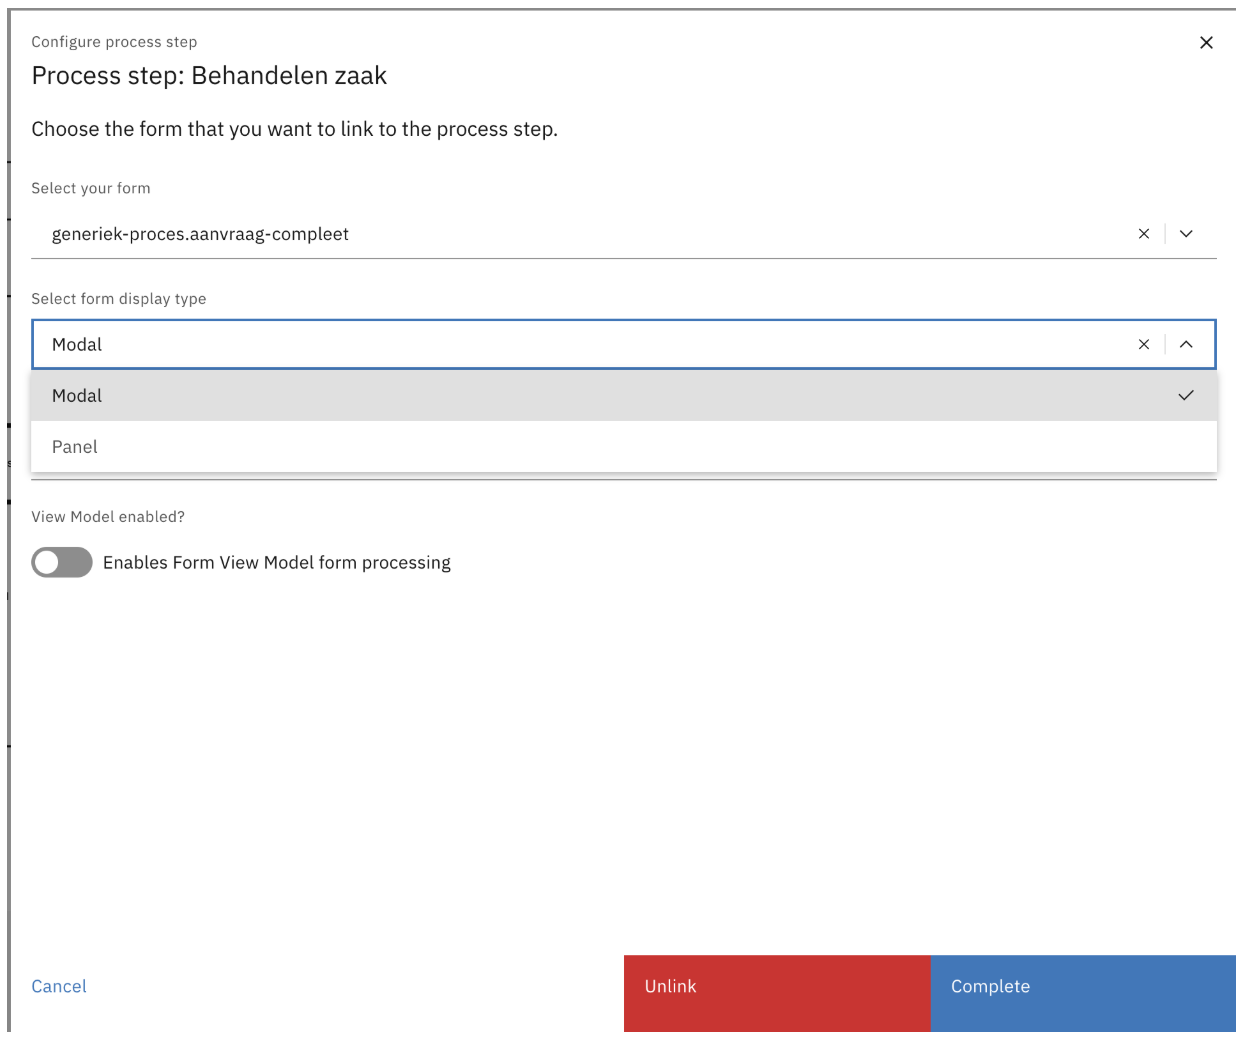 Configure process step
Process step: Behandelen zaak
Choose the form that you want to link to the process step.
Select your form
generiek-proces.aanvraag-compleet
Select form display type
Modal
Modal
Panel
View Model enabled?
Enables Form View Model form processing
Cancel
Unlink
Complete